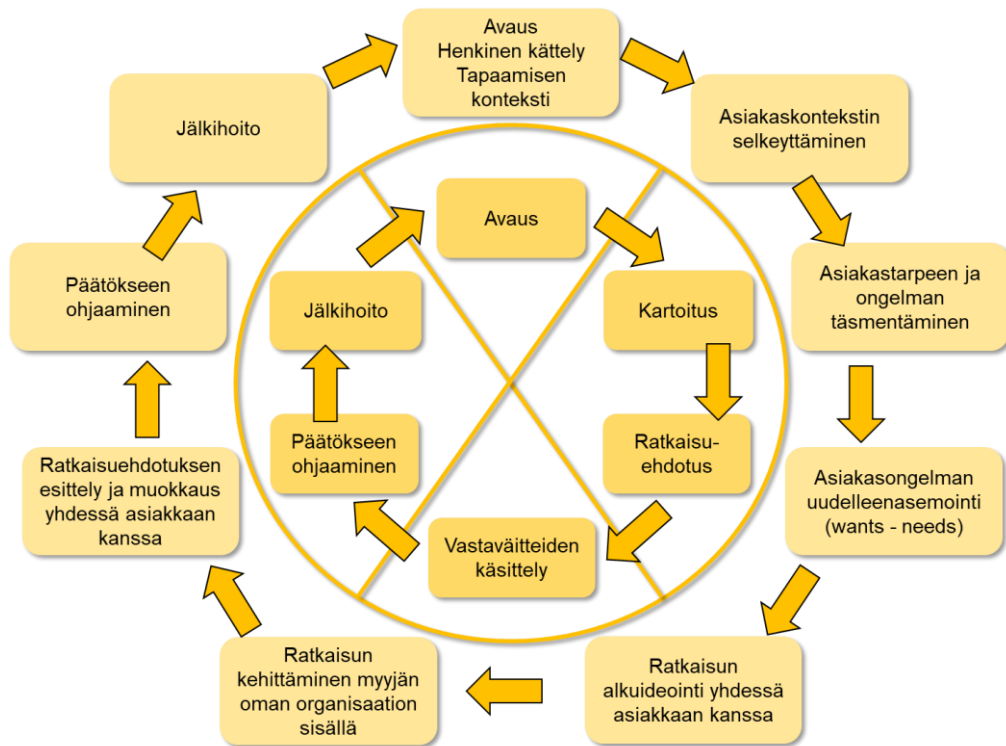 Avaus
Henkinen kättely
Tapaamisen
konteksti
Asiakaskontekstin
selkeyttäminen
Asiakastarpeen ja
ongelman
täsmentäminen
Asiakasongelman
uudelleenasemointi
(wants - needs)
Ratkaisun
alkuideointi yhdessä
asiakkaan kanssa
Ratkaisun
kehittäminen myyjän
oman organisaation
sisällä
Ratkaisuehdotuksen
esittely ja muokkaus
yhdessä asiakkaan
kanssa
Päätökseen
ohjaaminen
Jälkihoito
Avaus
Kartoitus
Ratkaisu-
ehdotus
Vastaväitteiden
käsittely
Päätökseen
ohjaaminen
Jälkihoito